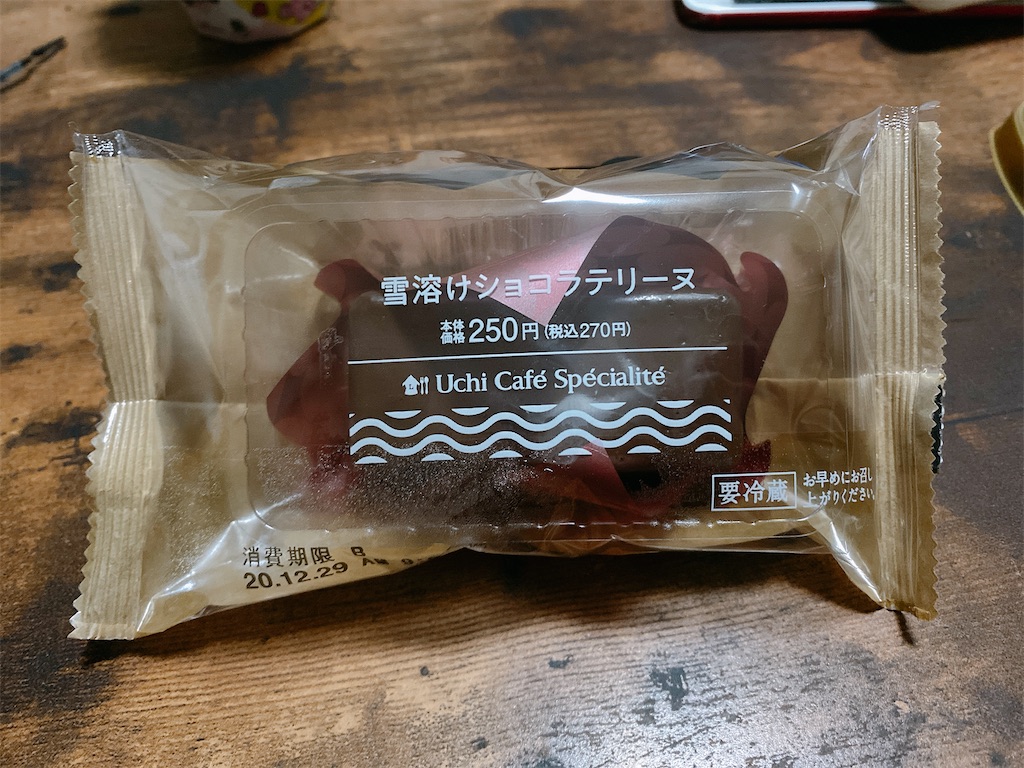 雪溶けショコラテリーヌ
本体価格250円(税込270円)
Uchi Café Spécialité
要冷蔵 お早めにお召し
上がりください
消費期限
20.12.29